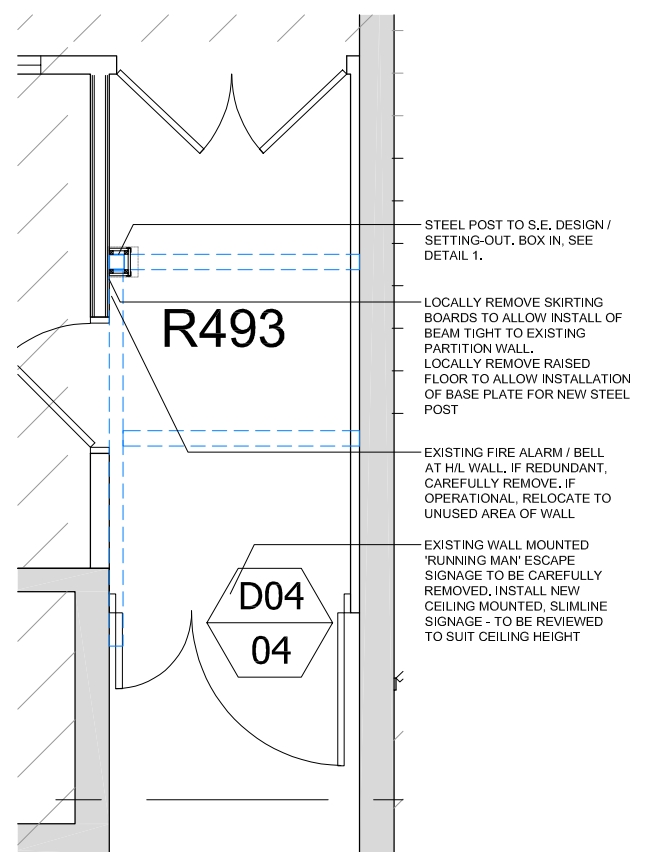 STEEL POST TO S.E. DESIGN /
SETTING-OUT. BOX IN, SEE
DETAIL 1.
LOCALLY REMOVE SKIRTING
BOARDS TO ALLOW INSTALL OF
BEAM TIGHT TO EXISTING
PARTITION WALL.
LOCALLY REMOVE RAISED
FLOOR TO ALLOW INSTALLATION
OF BASE PLATE FOR NEW STEEL
POST
R493
EXISTING FIRE ALARM / BELL
AT H/L WALL. IF REDUNDANT,
CAREFULLY REMOVE. IF
OPERATIONAL, RELOCATE TO
UNUSED AREA OF WALL
EXISTING WALL MOUNTED
'RUNNING MAN' ESCAPE
SIGNAGE TO BE CAREFULLY
REMOVED. INSTALL NEW
CEILING MOUNTED, SLIMLINE
SIGNAGE - TO BE REVIEWED
TO SUIT CEILING HEIGHT
D04
04